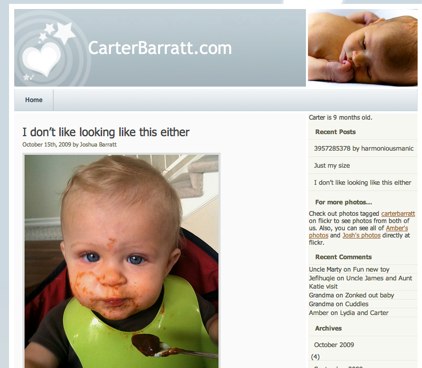 CarterBarratt.com
Home
I don't like looking like this either
October 15th, 2009 by Joshua Barratt
Carter is 9 months old.
Recent Posts
3957285378 by harmoniousmanic
Just my size
I don't like looking like this either
For more photos...
Check out photos tagged carterbarratt
on flickr to see photos from both of
us. Also, you can see all of Amber's
photos and Josh's photos directly at
flickr.
Recent Comments
Uncle Marty on Fun new toy
Jefihuqie on Uncle James and Aunt
Katie visit
Grandma on Zonked out baby
Grandma on Cuddles
Amber on Lydia and Carter
Archives
October 2009
(4)